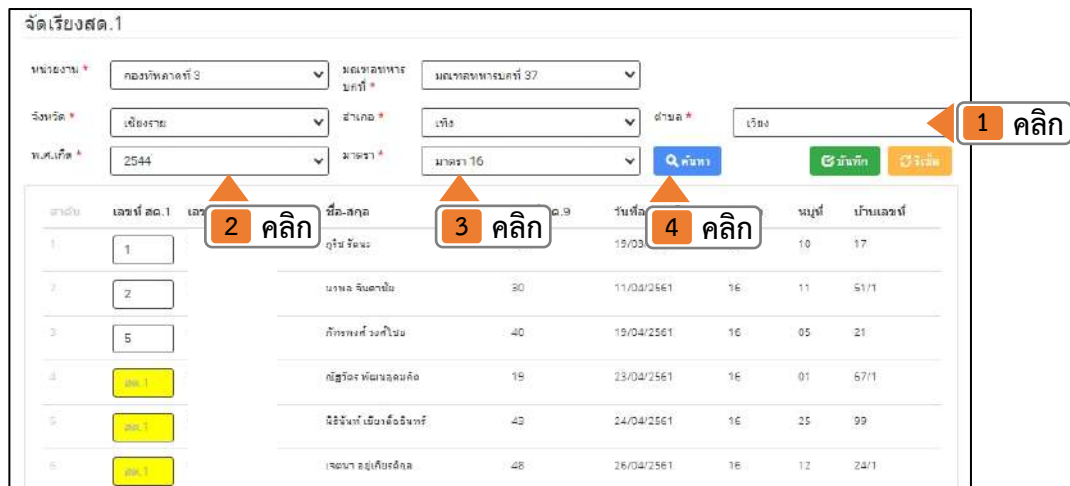 จัดเรียงสด.1
หน่วยงาน * กองทัพภาคที่ 3 มณฑลทหารบกที่ * มณฑลทหารบกที่ 37
จังหวัด * เชียงราย อำเภอ * เทิง ตำบล * เวียง 1 คลิก
พ.ศ.เกิด * 2544 มาตรา * มาตรา 16 ค้นหา บันทึก รีเซ็ต
2 คลิก 3 คลิก 4 คลิก
ลำดับ เลขที่ สด.1 ชื่อ-สกุล .9 หมู่ที่ บ้านเลขที่
1 1 10 17
2 2 30 11/04/2561 16 11 51/1
3 5 40 19/04/2561 16 05 21
4 สด.1 19 23/04/2561 16 01 67/1
5 สด.1 43 24/04/2561 16 25 99
6 สด.1 48 26/04/2561 16 12 24/1